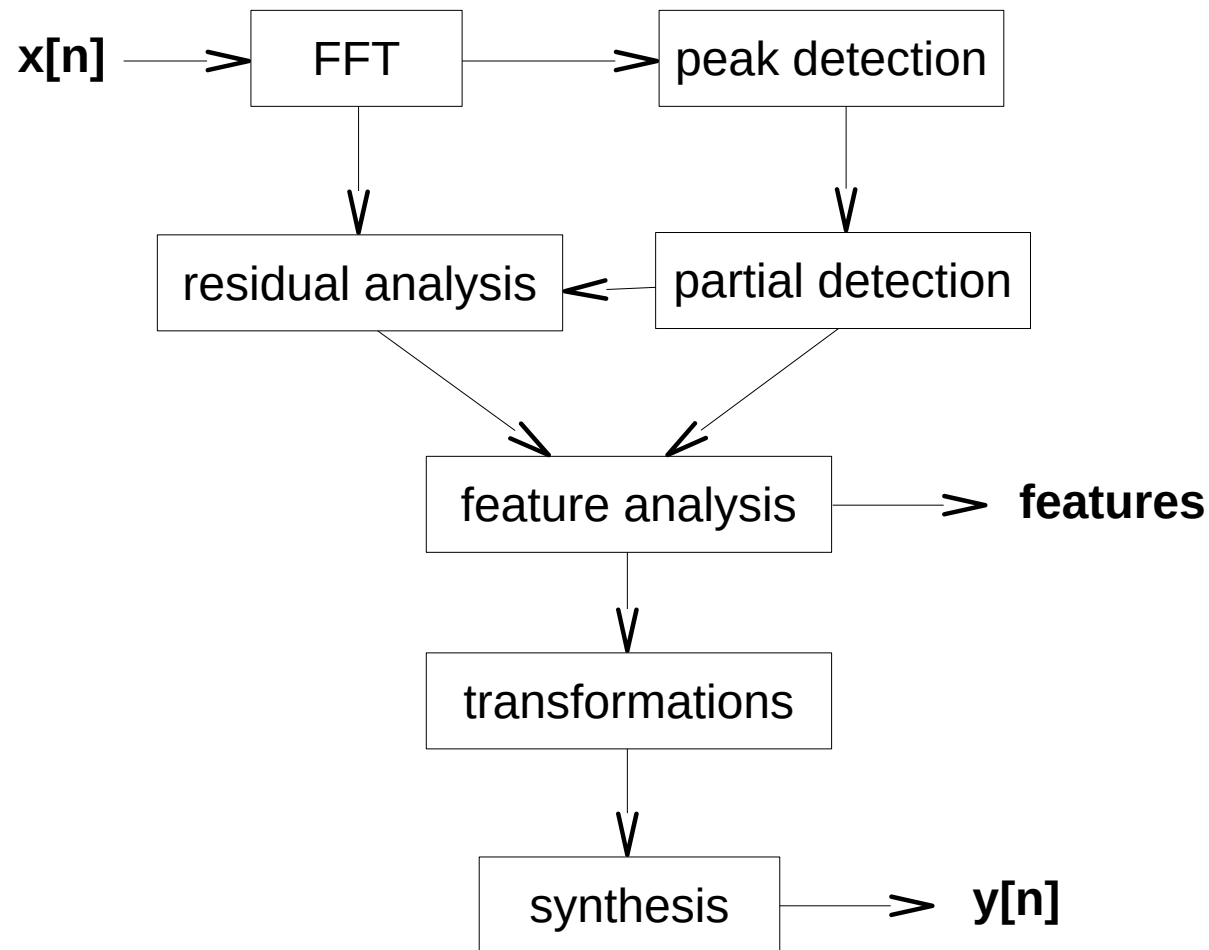 x[n]
FFT
peak detection
residual analysis
partial detection
feature analysis
features
transformations
synthesis
y[n]